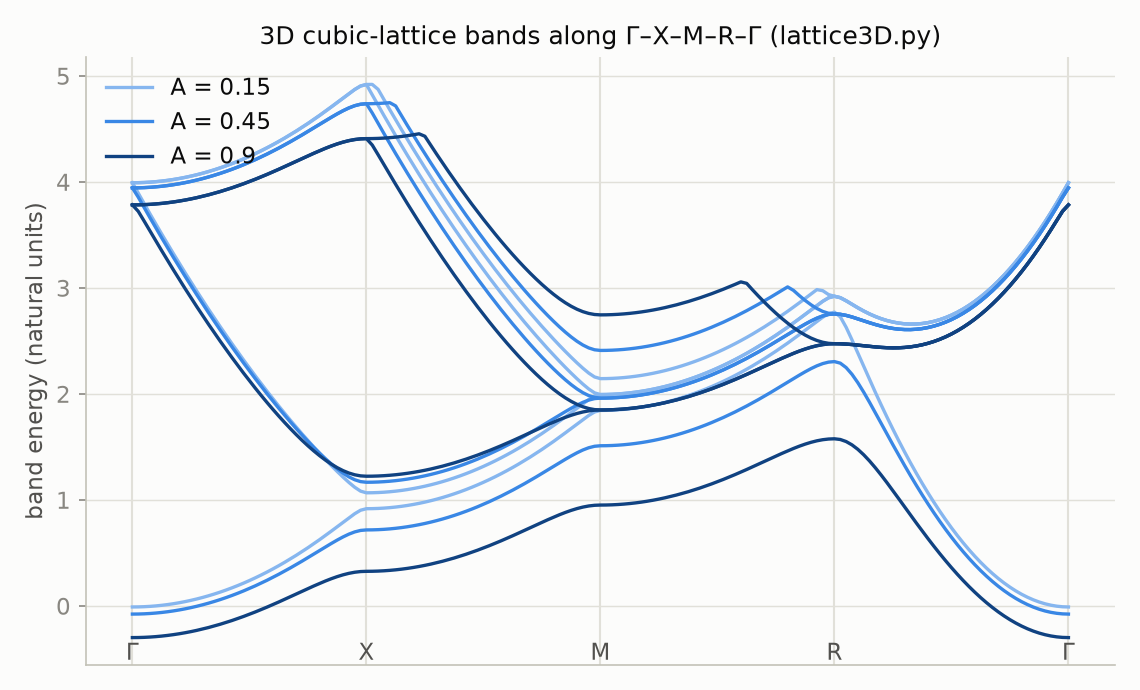 3D cubic-lattice bands along Γ–X–M–R–Γ (lattice3D.py)
A = 0.15
A = 0.45
A = 0.9
band energy (natural units)
5
4
3
2
1
0
Γ X M R Γ